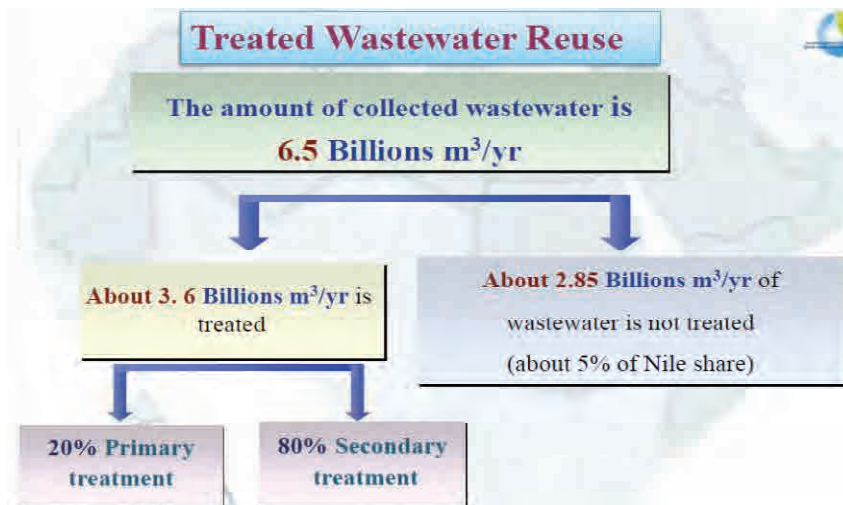 Treated Wastewater Reuse
The amount of collected wastewater is
6.5 Billions m³/yr
About 3. 6 Billions m³/yr is
treated
About 2.85 Billions m³/yr of
wastewater is not treated
(about 5% of Nile share)
20% Primary
treatment
80% Secondary
treatment